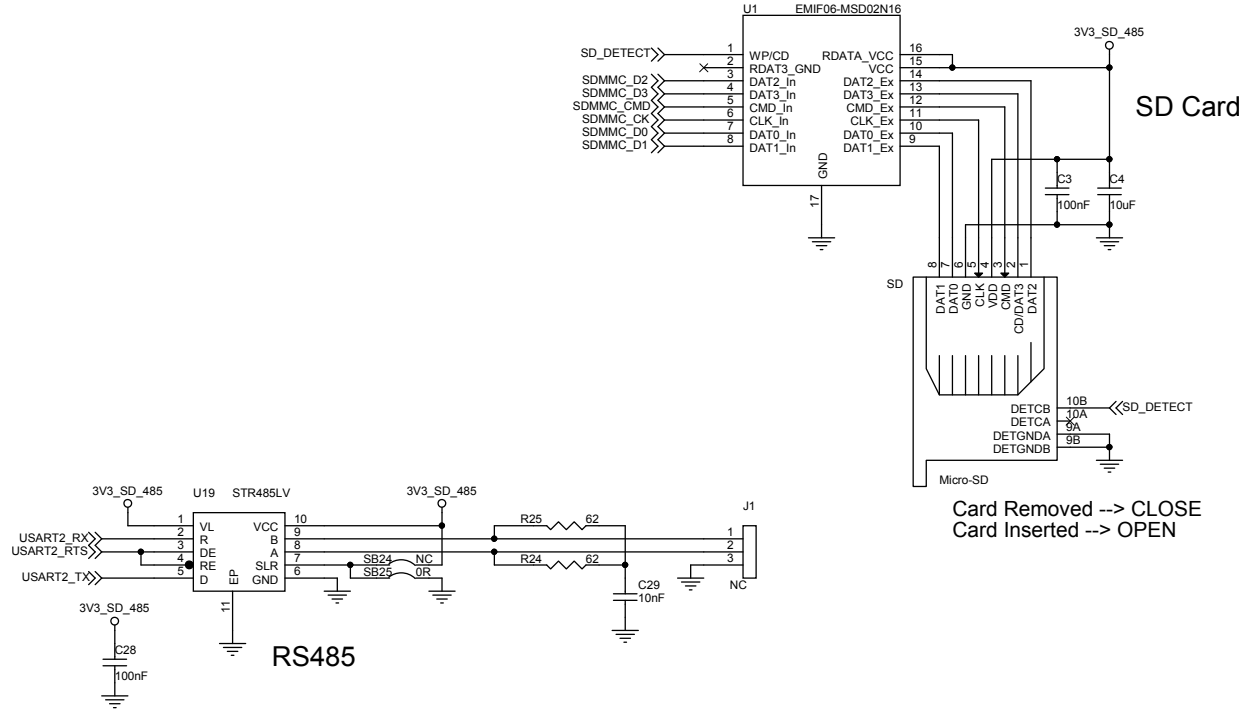 U1 EMIF06-MSD02N16
3V3_SD_485
SD_DETECT 1 WP/CD RDATA_VCC 16
2 RDAT3_GND VCC 15
SDMMC_D2 3 DAT2_In DAT2_Ex 14
SDMMC_D3 4 DAT3_In DAT3_Ex 13
SDMMC_CMD 5 CMD_In CMD_Ex 12
SDMMC_CK 6 CLK_In CLK_Ex 11
SDMMC_D0 7 DAT0_In DAT0_Ex 10
SDMMC_D1 8 DAT1_In DAT1_Ex 9
GND
17
SD Card
C3
100nF
C4
10uF
8 7 6 5 4 3 2 1
SD
DAT1 DAT0 GND CLK VDD CMD CD/DAT3 DAT2
DETCB 10B SD_DETECT
DETCA 10A
DETGNDA 9A
DETGNDB 9B
Micro-SD
Card Removed --> CLOSE
Card Inserted --> OPEN
3V3_SD_485 U19 STR485LV 3V3_SD_485
1 VL VCC 10
USART2_RX 2 R B 9
USART2_RTS 3 DE A 8
4 RE SLR 7
USART2_TX 5 D GND 6
EP
11
SB24 NC
SB25 0R
R25 62
R24 62
C29
10nF
J1
1
2
3
NC
3V3_SD_485
C28
100nF
RS485